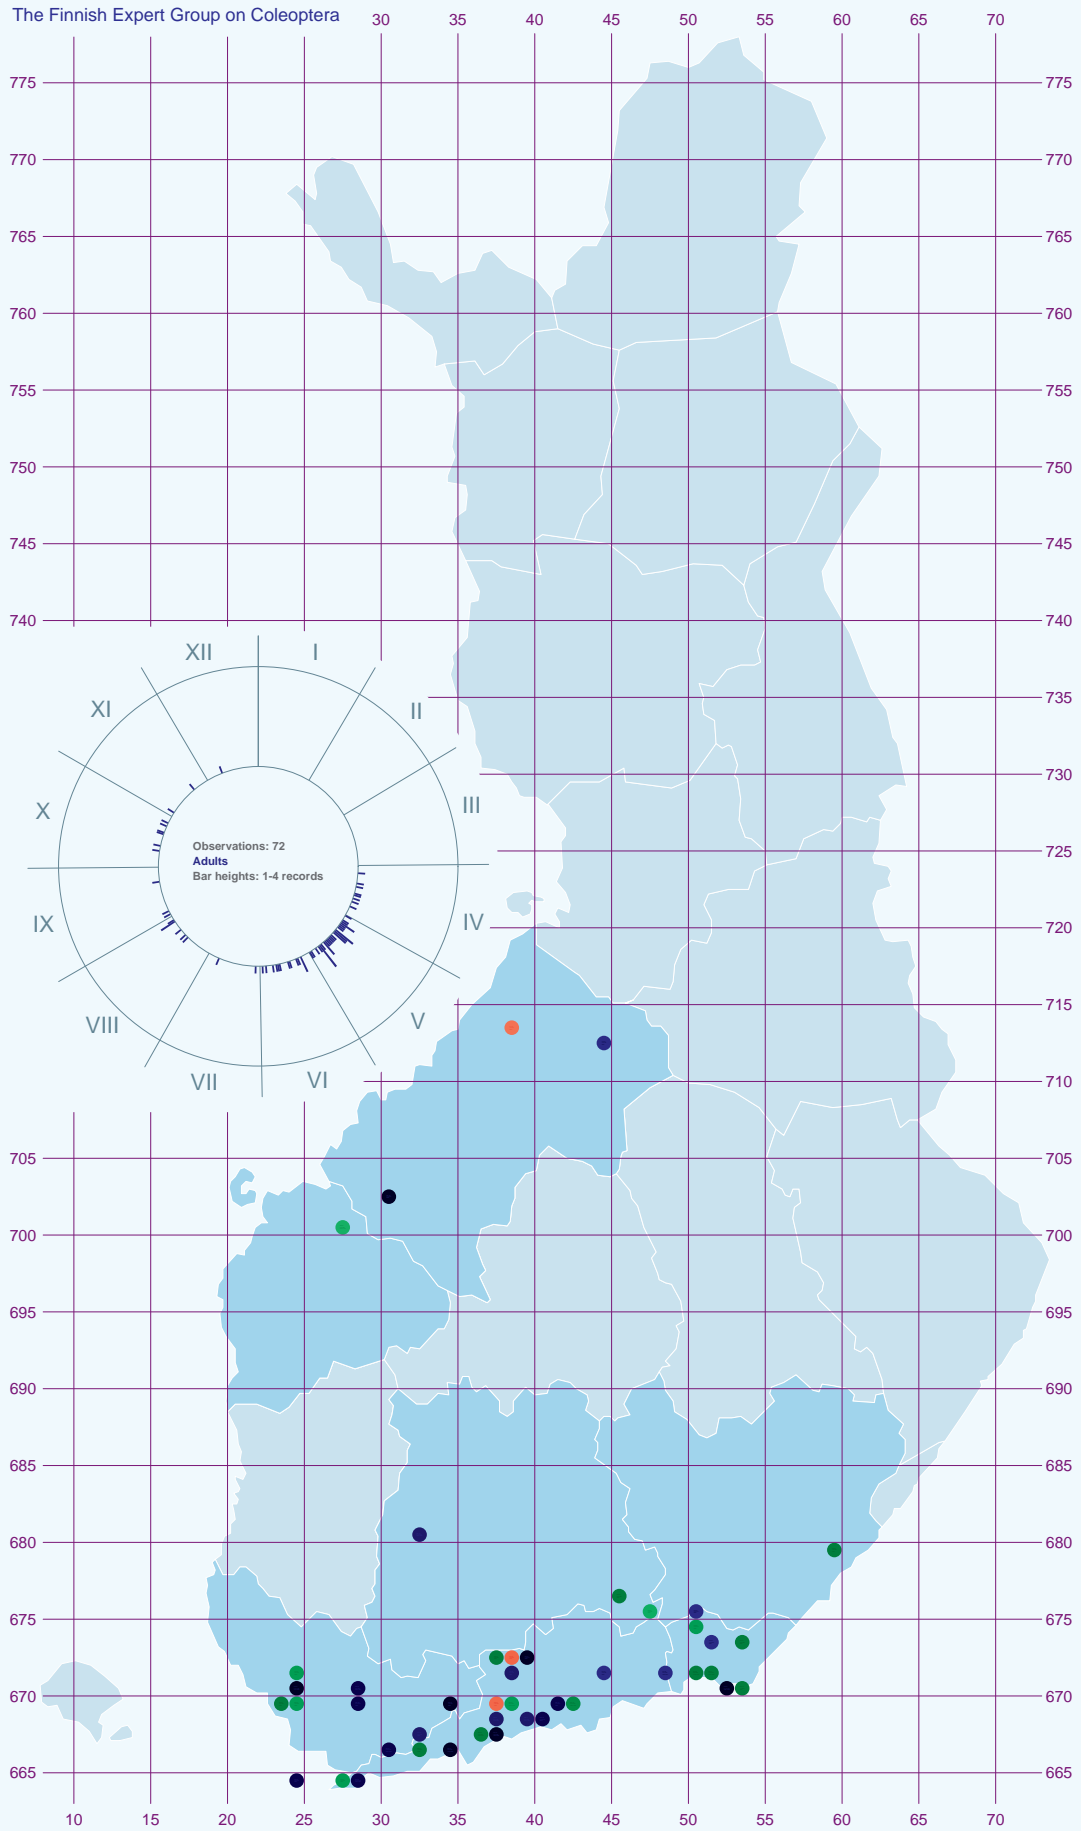 The Finnish Expert Group on Coleoptera 30 35 40 45 50 55 60 65 70
775 775
770 770
765 765
760 760
755 755
750 750
745 745
740 740
XII I
735
XI II
730
X III
Observations: 72
Adults
Bar heights: 1-4 records
725
IX IV 720
715
VIII V
VII VI 710
705 705
700 700
695 695
690 690
685 685
680 680
675 675
670 670
665 665
10 15 20 25 30 35 40 45 50 55 60 65 70